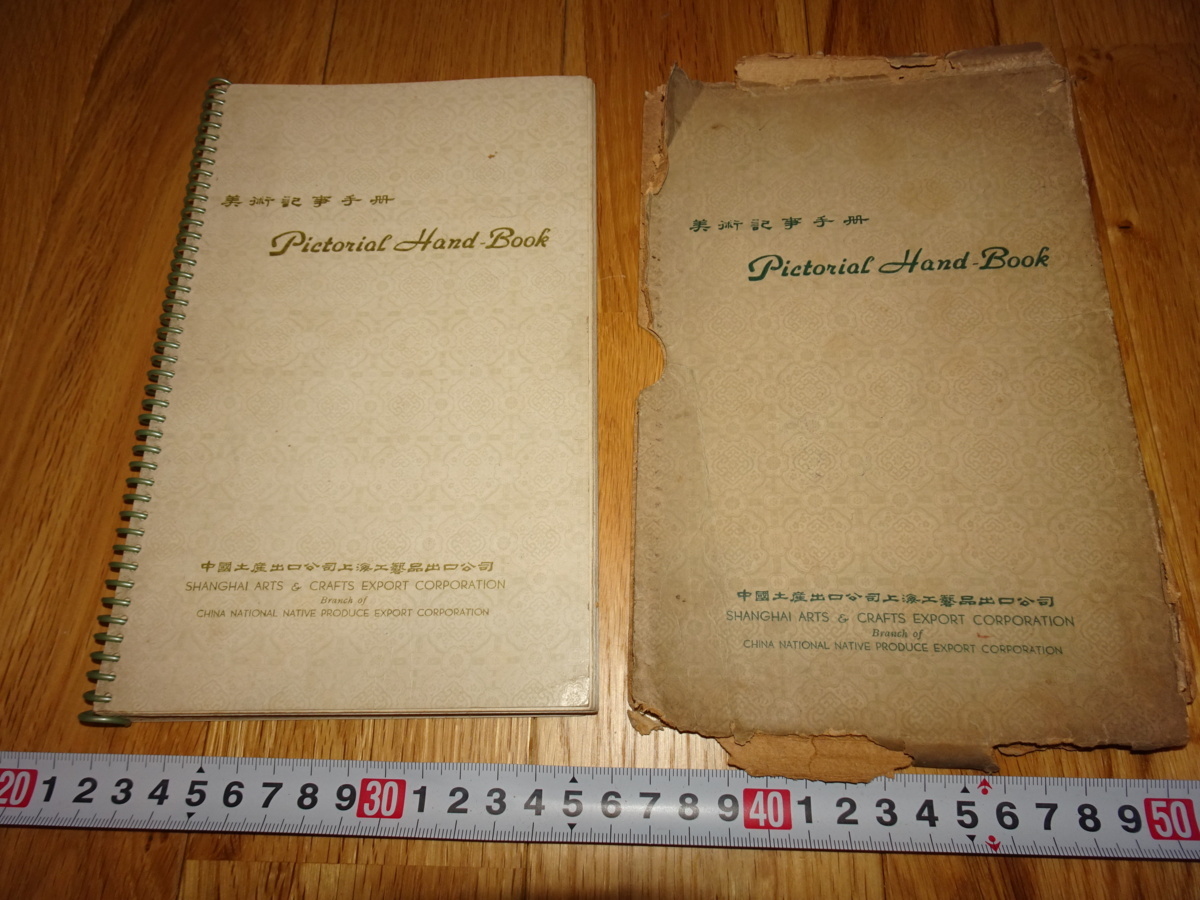 美術記事手册
Pictorial Hand-Book
中國土產出口公司上海工藝品出口公司
SHANGHAI ARTS & CRAFTS EXPORT CORPORATION
Branch of
CHINA NATIONAL NATIVE PRODUCE EXPORT CORPORATION
美術記事手册
Pictorial Hand-Book
中國土產出口公司上海工藝品出口公司
SHANGHAI ARTS & CRAFTS EXPORT CORPORATION
Branch of
CHINA NATIONAL NATIVE PRODUCE EXPORT CORPORATION
20 1 2 3 4 5 6 7 8 9 30 1 2 3 4 5 6 7 8 9 40 1 2 3 4 5 6 7 8 9 50